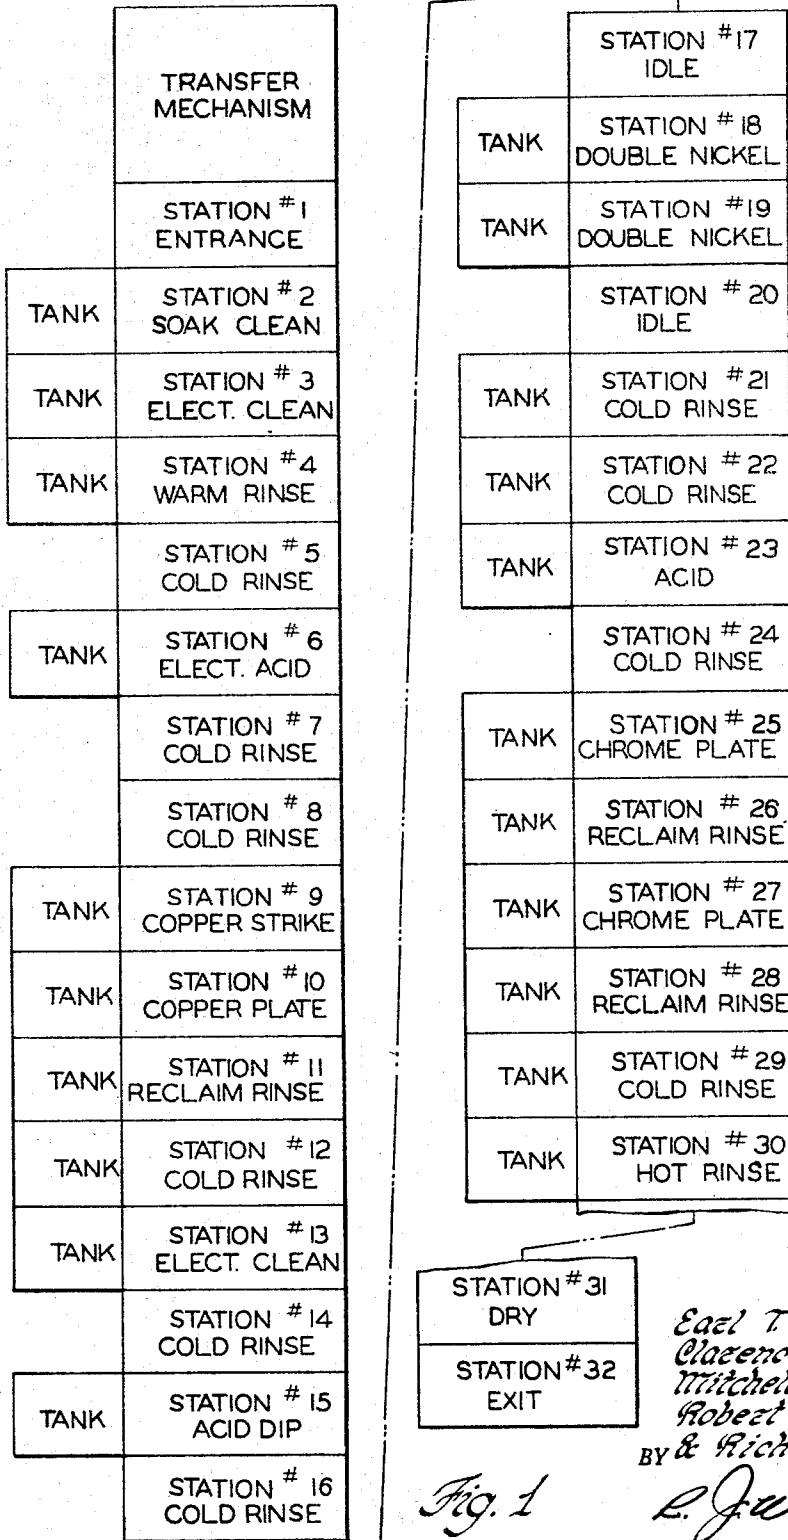 TRANSFER
MECHANISM
STATION #1
ENTRANCE
TANK
STATION #2
SOAK CLEAN
TANK
STATION #3
ELECT. CLEAN
TANK
STATION #4
WARM RINSE
STATION #5
COLD RINSE
TANK
STATION #6
ELECT. ACID
STATION #7
COLD RINSE
STATION #8
COLD RINSE
TANK
STATION #9
COPPER STRIKE
TANK
STATION #10
COPPER PLATE
TANK
STATION #11
RECLAIM RINSE
TANK
STATION #12
COLD RINSE
TANK
STATION #13
ELECT. CLEAN
STATION #14
COLD RINSE
TANK
STATION #15
ACID DIP
STATION #16
COLD RINSE
STATION #17
IDLE
TANK
STATION #18
DOUBLE NICKEL
TANK
STATION #19
DOUBLE NICKEL
STATION #20
IDLE
TANK
STATION #21
COLD RINSE
TANK
STATION #22
COLD RINSE
TANK
STATION #23
ACID
STATION #24
COLD RINSE
TANK
STATION #25
CHROME PLATE
TANK
STATION #26
RECLAIM RINSE
TANK
STATION #27
CHROME PLATE
TANK
STATION #28
RECLAIM RINSE
TANK
STATION #29
COLD RINSE
TANK
STATION #30
HOT RINSE
STATION #31
DRY
STATION #32
EXIT
Earl T.
Clarenc
Mitchel
Robert
BY & Rich
Fig. 1